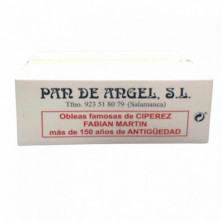 PAN DE ANGEL, S.L.
Tfno. 923 51 80 79 (Salamanca)
Obleas famosas de CIPEREZ
FABIAN MARTIN
más de 150 años de ANTIGÜEDAD